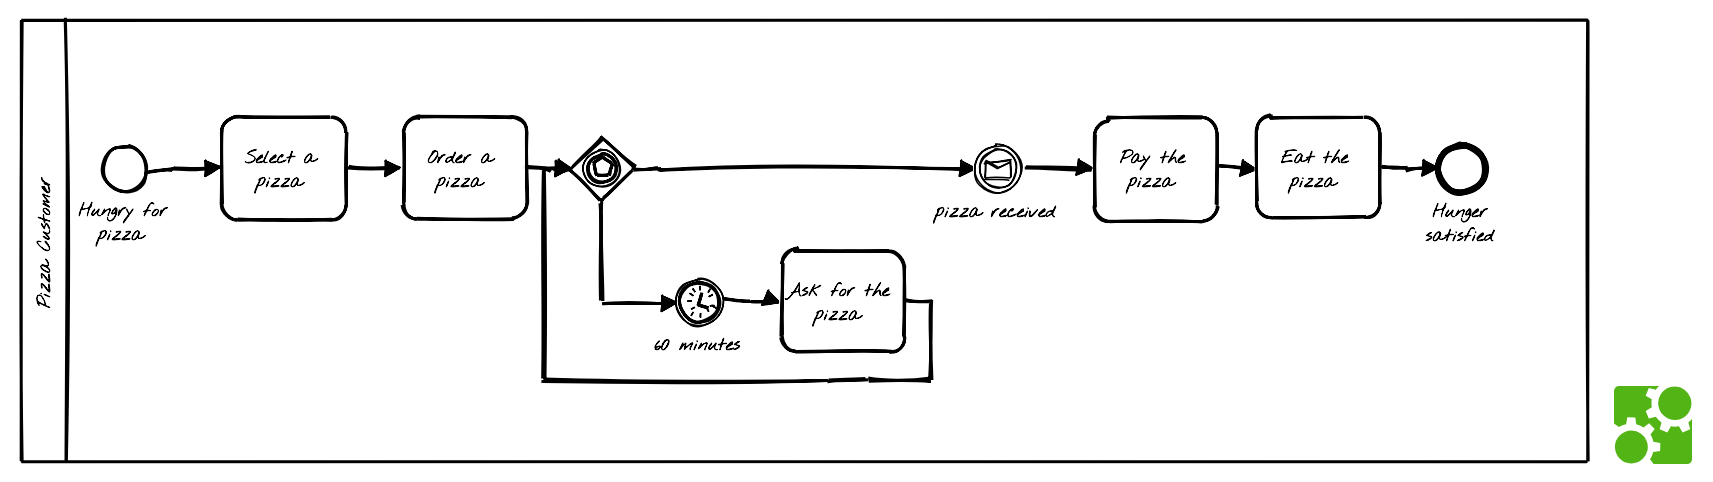 Pizza Customer
Hungry for
pizza
Select a
pizza
Order a
pizza
pizza received
Pay the
pizza
Eat the
pizza
Hunger
satisfied
60 minutes
Ask for the
pizza